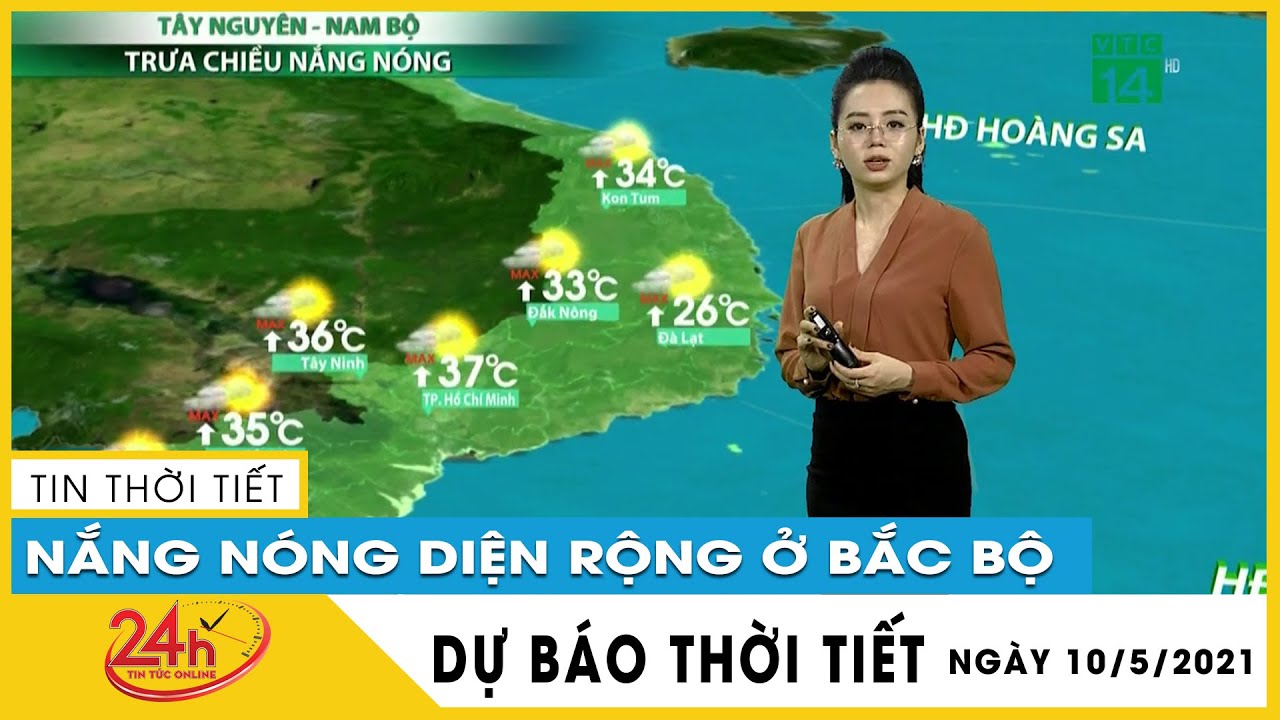 TÂY NGUYÊN - NAM BỘ
TRƯA CHIỀU NẮNG NÓNG
VTC
14 HD
HĐ HOÀNG SA
MAX
34°C
Kon Tum
MAX
33°C
Đắk Nông
MAX
26°C
Đà Lạt
MAX
36°C
Tây Ninh
MAX
37°C
TP. Hồ Chí Minh
MAX
35°C
TIN THỜI TIẾT
NẮNG NÓNG DIỆN RỘNG Ở BẮC BỘ
HĐ
24h
TIN TỨC ONLINE
DỰ BÁO THỜI TIẾT NGÀY 10/5/2021